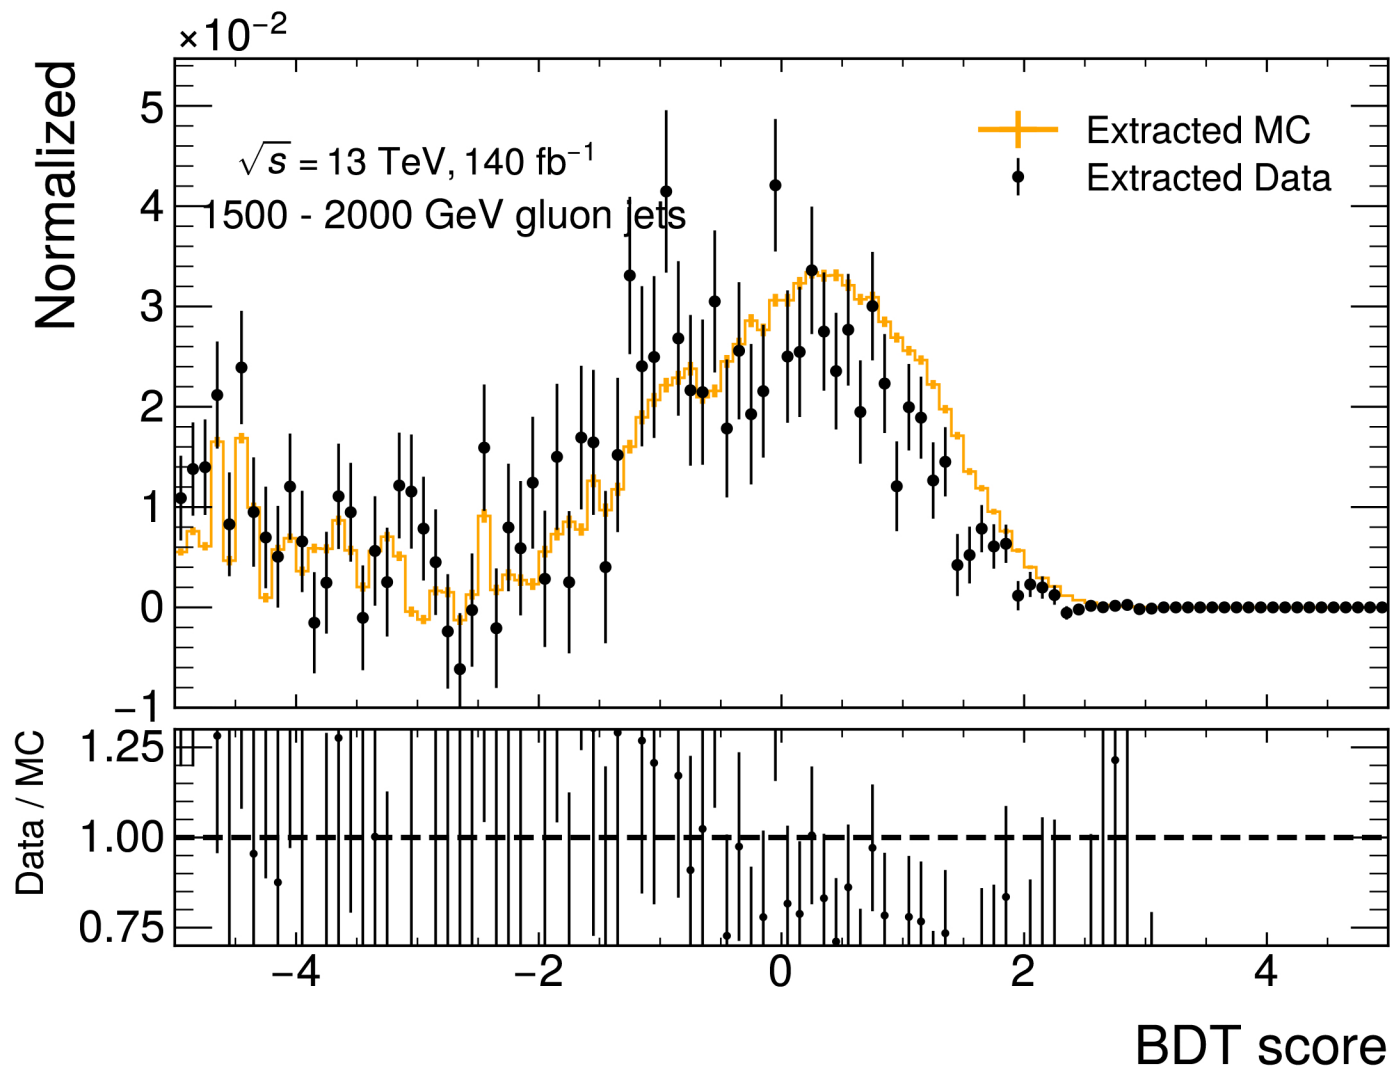 ×10⁻²
Normalized
5
4
3
2
1
0
−1
√s = 13 TeV, 140 fb⁻¹
1500 - 2000 GeV gluon jets
Extracted MC
Extracted Data
Data / MC
1.25
1.00
0.75
−4 −2 0 2 4
BDT score